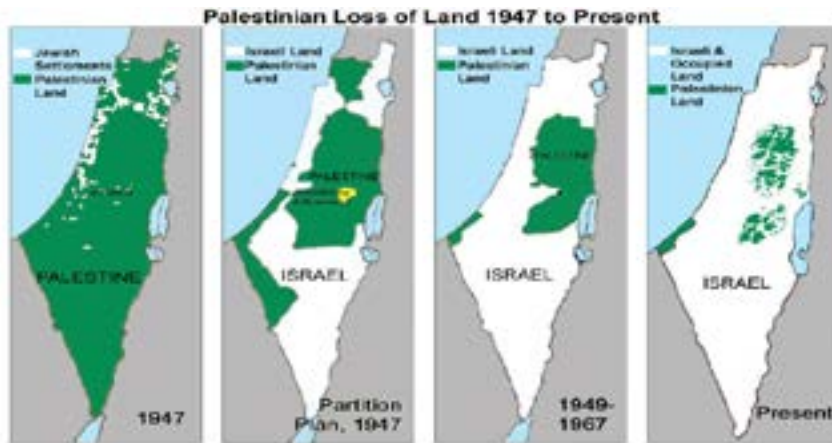 Palestinian Loss of Land 1947 to Present
Jewish
Settlements
Palestinian
Land
PALESTINE
1947
Israeli Land
Palestinian
Land
PALESTINE
ISRAEL
Partition
Plan, 1947
Israeli Land
Palestinian
Land
PALESTINE
ISRAEL
1949-
1967
Israeli &
Occupied
Land
Palestinian
Land
ISRAEL
Present